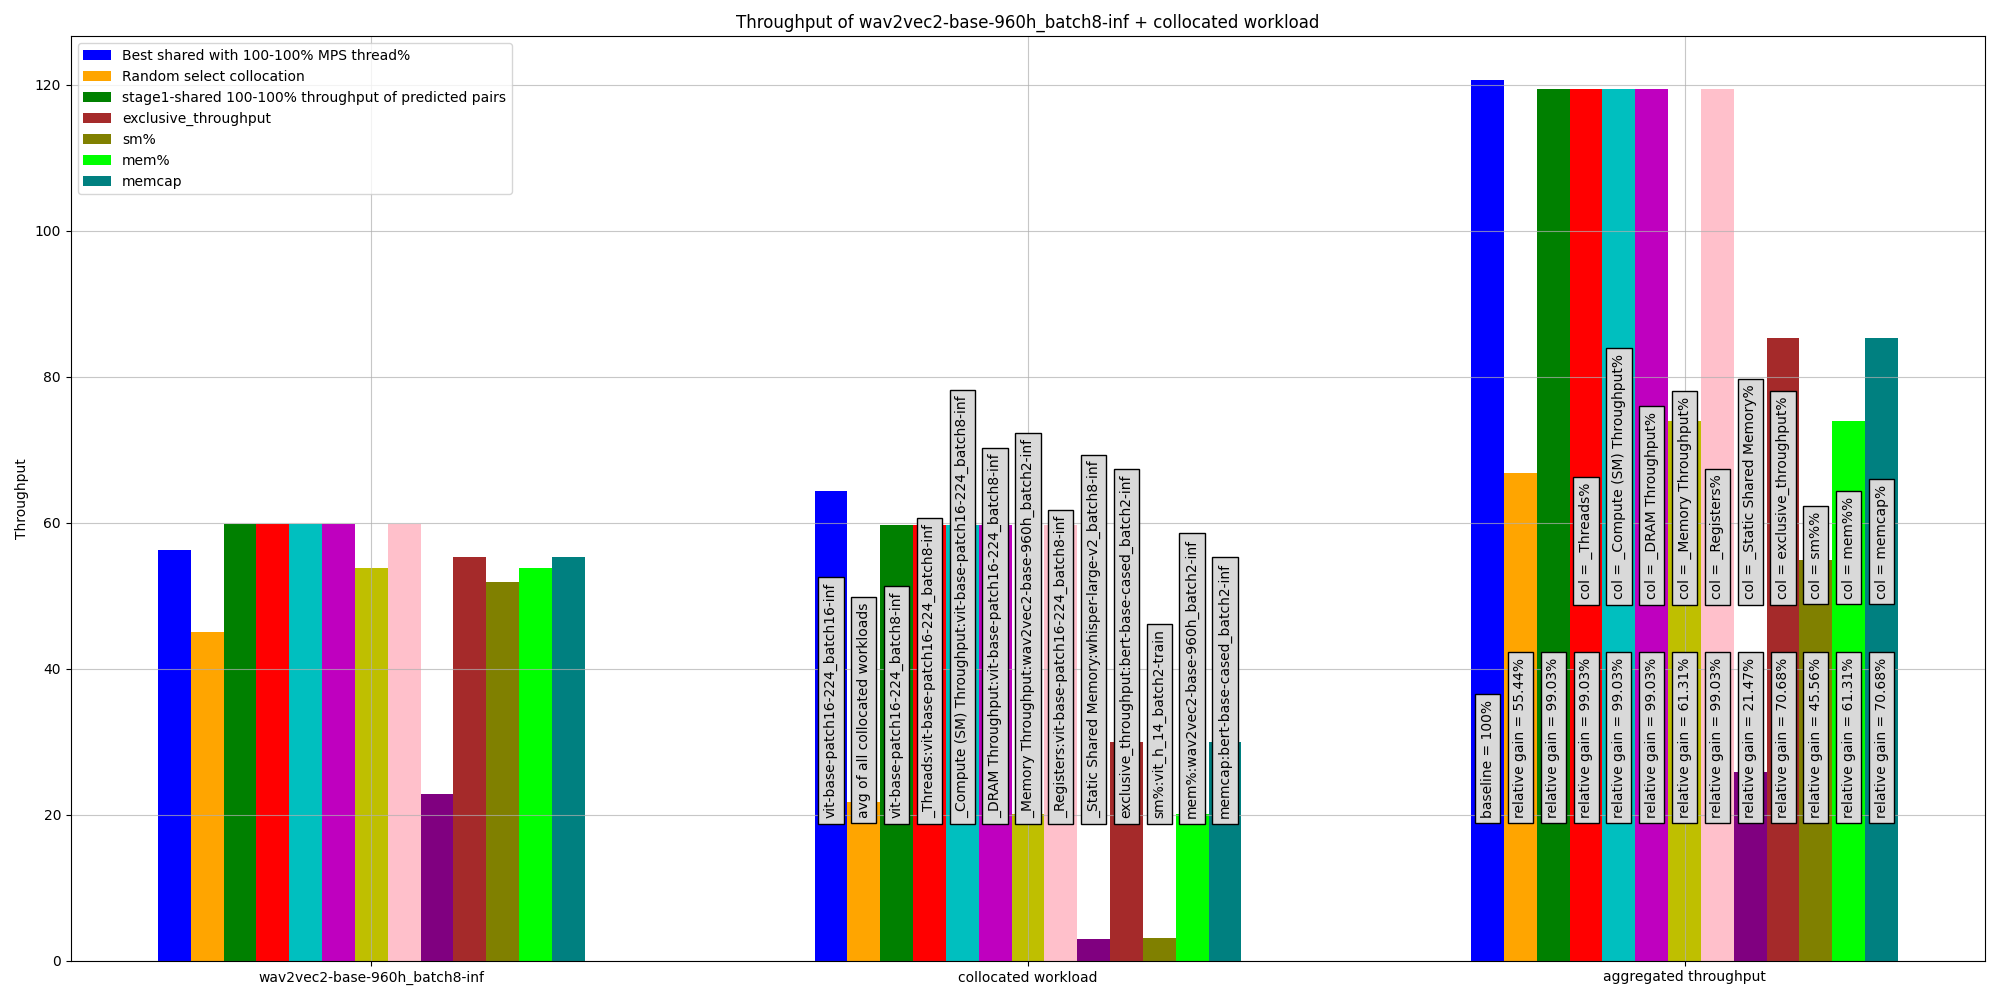 Throughput of wav2vec2-base-960h_batch8-inf + collocated workload
Best shared with 100-100% MPS thread%
Random select collocation
stage1-shared 100-100% throughput of predicted pairs
exclusive_throughput
sm%
mem%
memcap
Throughput
120
100
80
60
40
20
0
vit-base-patch16-224_batch16-inf
avg of all collocated workloads
vit-base-patch16-224_batch8-inf
_Threads:vit-base-patch16-224_batch8-inf
_Compute (SM) Throughput:vit-base-patch16-224_batch8-inf
_DRAM Throughput:vit-base-patch16-224_batch8-inf
_Memory Throughput:wav2vec2-base-960h_batch2-inf
_Registers:vit-base-patch16-224_batch8-inf
_Static Shared Memory:whisper-large-v2_batch8-inf
exclusive_throughput:bert-base-cased_batch2-inf
sm%:vit_h_14_batch2-train
mem%:wav2vec2-base-960h_batch2-inf
memcap:bert-base-cased_batch2-inf
col = _Threads%
col = _Compute (SM) Throughput%
col = _DRAM Throughput%
col = _Memory Throughput%
col = _Registers%
col = _Static Shared Memory%
col = exclusive_throughput%
col = sm%%
col = mem%%
col = memcap%
baseline = 100%
relative gain = 55.44%
relative gain = 99.03%
relative gain = 99.03%
relative gain = 99.03%
relative gain = 99.03%
relative gain = 61.31%
relative gain = 99.03%
relative gain = 21.47%
relative gain = 70.68%
relative gain = 45.56%
relative gain = 61.31%
relative gain = 70.68%
wav2vec2-base-960h_batch8-inf
collocated workload
aggregated throughput